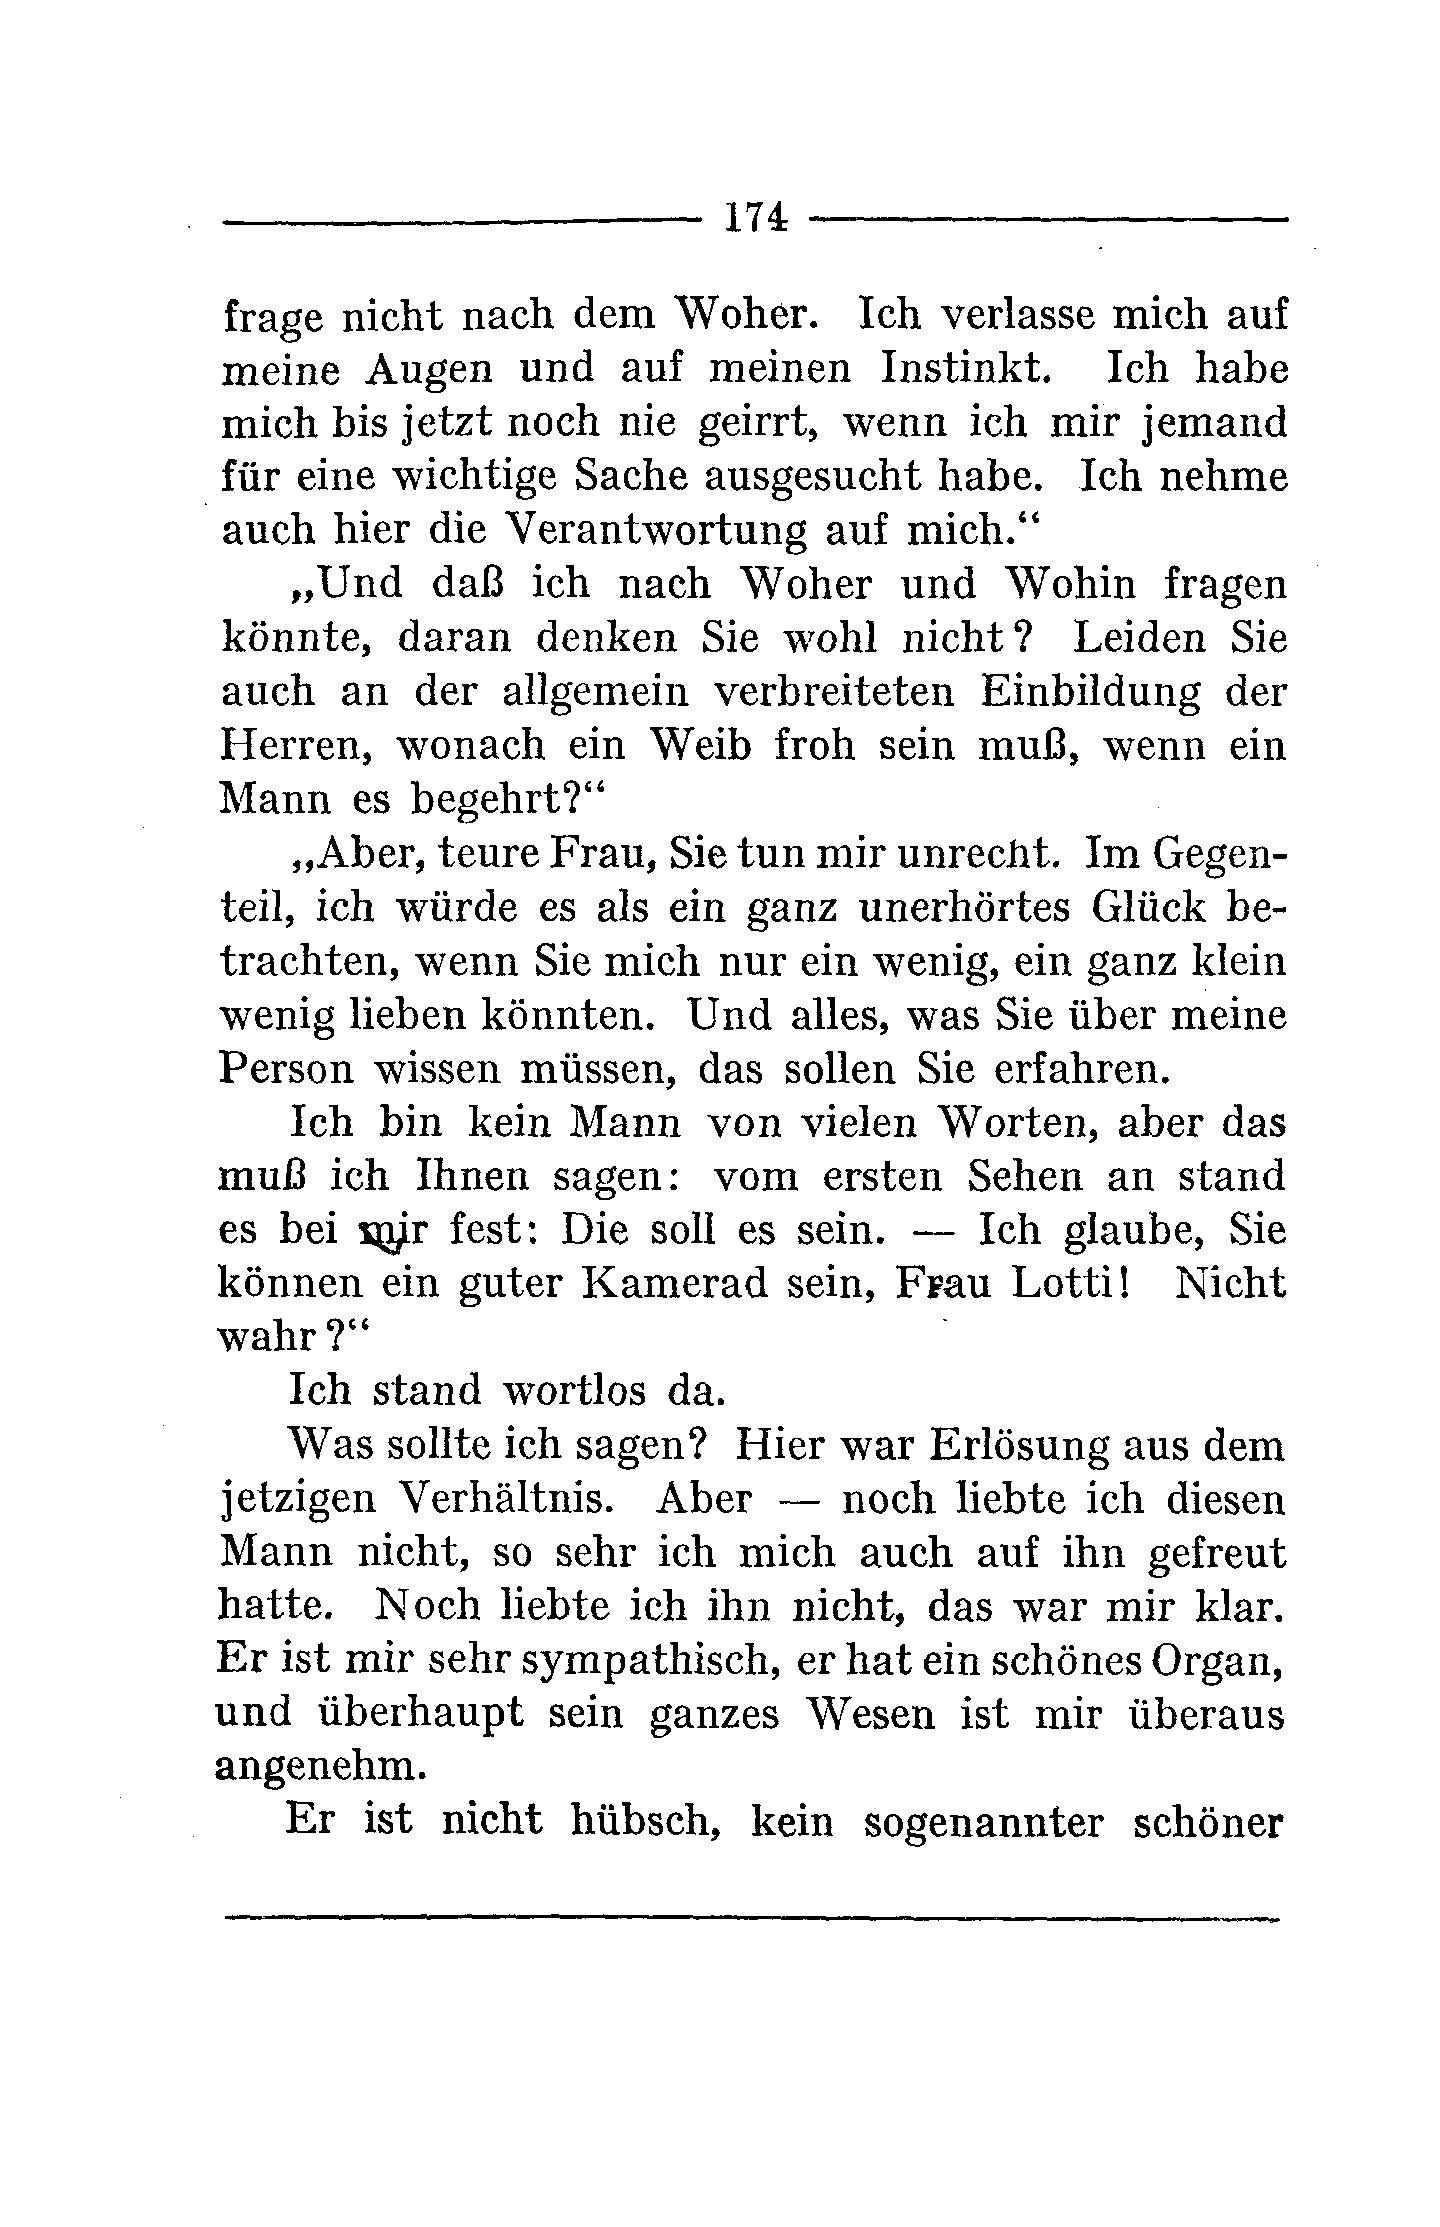 174
frage nicht nach dem Woher. Ich verlasse mich auf
meine Augen und auf meinen Instinkt. Ich habe
mich bis jetzt noch nie geirrt, wenn ich mir jemand
für eine wichtige Sache ausgesucht habe. Ich nehme
auch hier die Verantwortung auf mich.“
„Und daß ich nach Woher und Wohin fragen
könnte, daran denken Sie wohl nicht? Leiden Sie
auch an der allgemein verbreiteten Einbildung der
Herren, wonach ein Weib froh sein muß, wenn ein
Mann es begehrt?“
„Aber, teure Frau, Sie tun mir unrecht. Im Gegen-
teil, ich würde es als ein ganz unerhörtes Glück be-
trachten, wenn Sie mich nur ein wenig, ein ganz klein
wenig lieben könnten. Und alles, was Sie über meine
Person wissen müssen, das sollen Sie erfahren.
Ich bin kein Mann von vielen Worten, aber das
muß ich Ihnen sagen: vom ersten Sehen an stand
es bei mir fest: Die soll es sein. — Ich glaube, Sie
können ein guter Kamerad sein, Frau Lotti! Nicht
wahr?“
Ich stand wortlos da.
Was sollte ich sagen? Hier war Erlösung aus dem
jetzigen Verhältnis. Aber — noch liebte ich diesen
Mann nicht, so sehr ich mich auch auf ihn gefreut
hatte. Noch liebte ich ihn nicht, das war mir klar.
Er ist mir sehr sympathisch, er hat ein schönes Organ,
und überhaupt sein ganzes Wesen ist mir überaus
angenehm.
Er ist nicht hübsch, kein sogenannter schöner